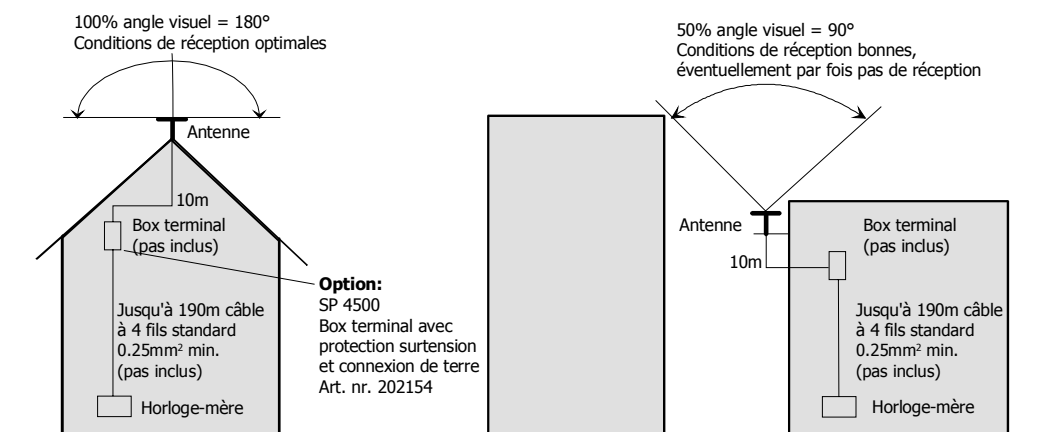 100% angle visuel = 180°
Conditions de réception optimales
Antenne
10m
Box terminal
(pas inclus)
Option:
SP 4500
Box terminal avec
protection surtension
et connexion de terre
Art. nr. 202154
Jusqu'à 190m câble
à 4 fils standard
0.25mm² min.
(pas inclus)
Horloge-mère
50% angle visuel = 90°
Conditions de réception bonnes,
éventuellement par fois pas de réception
Antenne
10m
Box terminal
(pas inclus)
Jusqu'à 190m câble
à 4 fils standard
0.25mm² min.
(pas inclus)
Horloge-mère